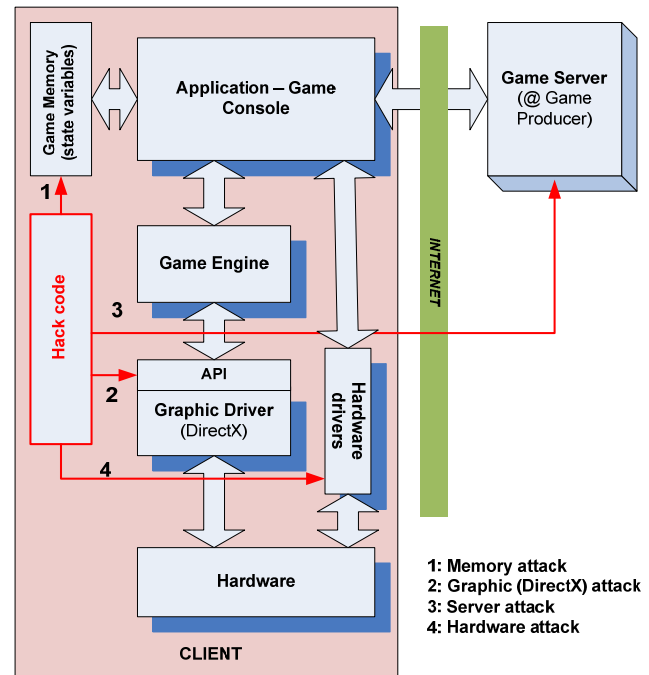 Game Memory
(state variables)
Application – Game
Console
Game Server
(@ Game
Producer)
1
Hack code
Game Engine
INTERNET
3
API
2
Graphic Driver
(DirectX)
Hardware
drivers
4
Hardware
1: Memory attack
2: Graphic (DirectX) attack
3: Server attack
4: Hardware attack
CLIENT